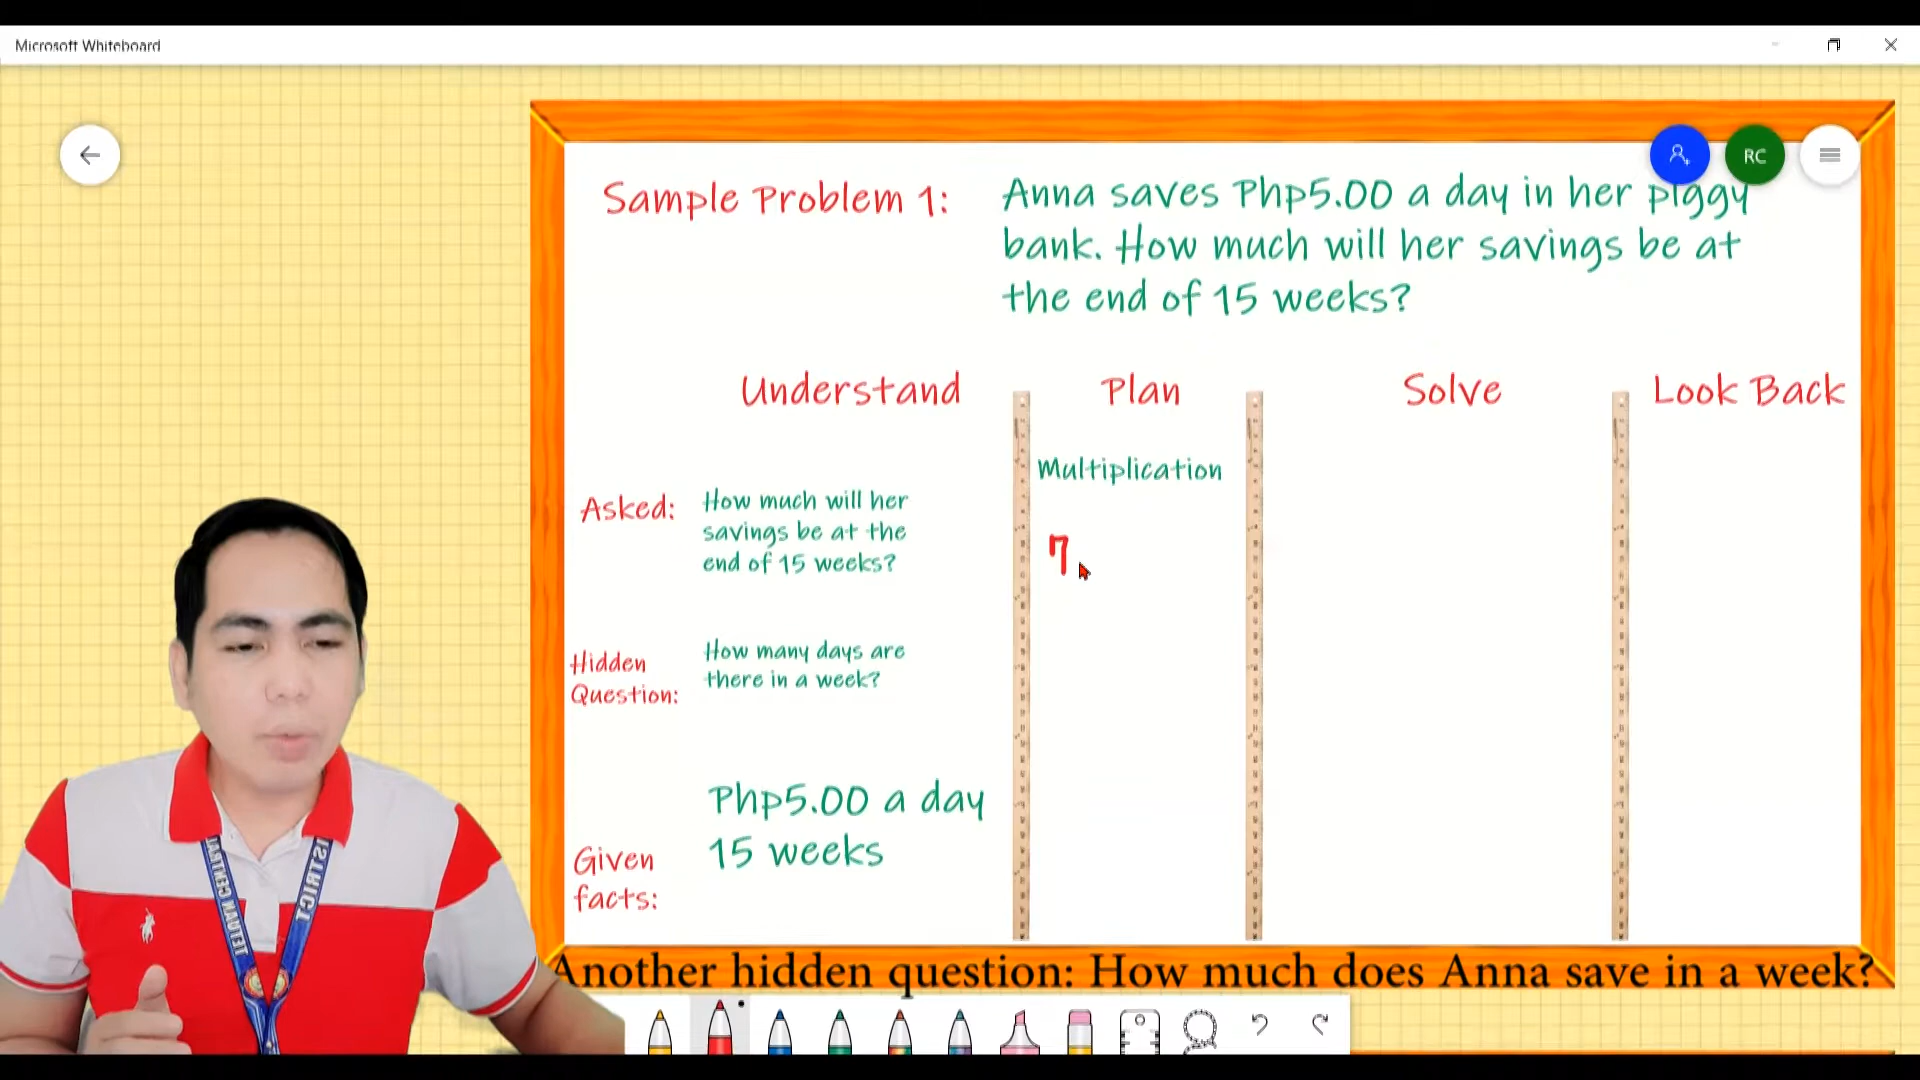 Microsoft Whiteboard
RC
Sample Problem 1:
Anna saves Php5.00 a day in her piggy
bank. How much will her savings be at
the end of 15 weeks?
Understand
Plan
Solve
Look Back
Multiplication
Asked:
How much will her
savings be at the
end of 15 weeks?
7
Hidden
Question:
How many days are
there in a week?
Php5.00 a day
15 weeks
Given
facts:
Another hidden question: How much does Anna save in a week?